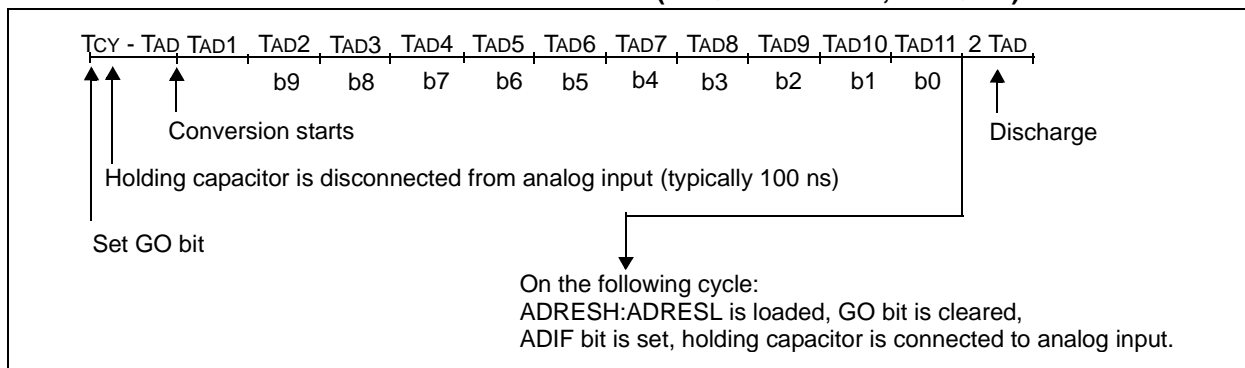 TCY - TAD TAD1 TAD2 TAD3 TAD4 TAD5 TAD6 TAD7 TAD8 TAD9 TAD10 TAD11 2 TAD
b9 b8 b7 b6 b5 b4 b3 b2 b1 b0
Conversion starts
Discharge
Holding capacitor is disconnected from analog input (typically 100 ns)
Set GO bit
On the following cycle:
ADRESH:ADRESL is loaded, GO bit is cleared,
ADIF bit is set, holding capacitor is connected to analog input.